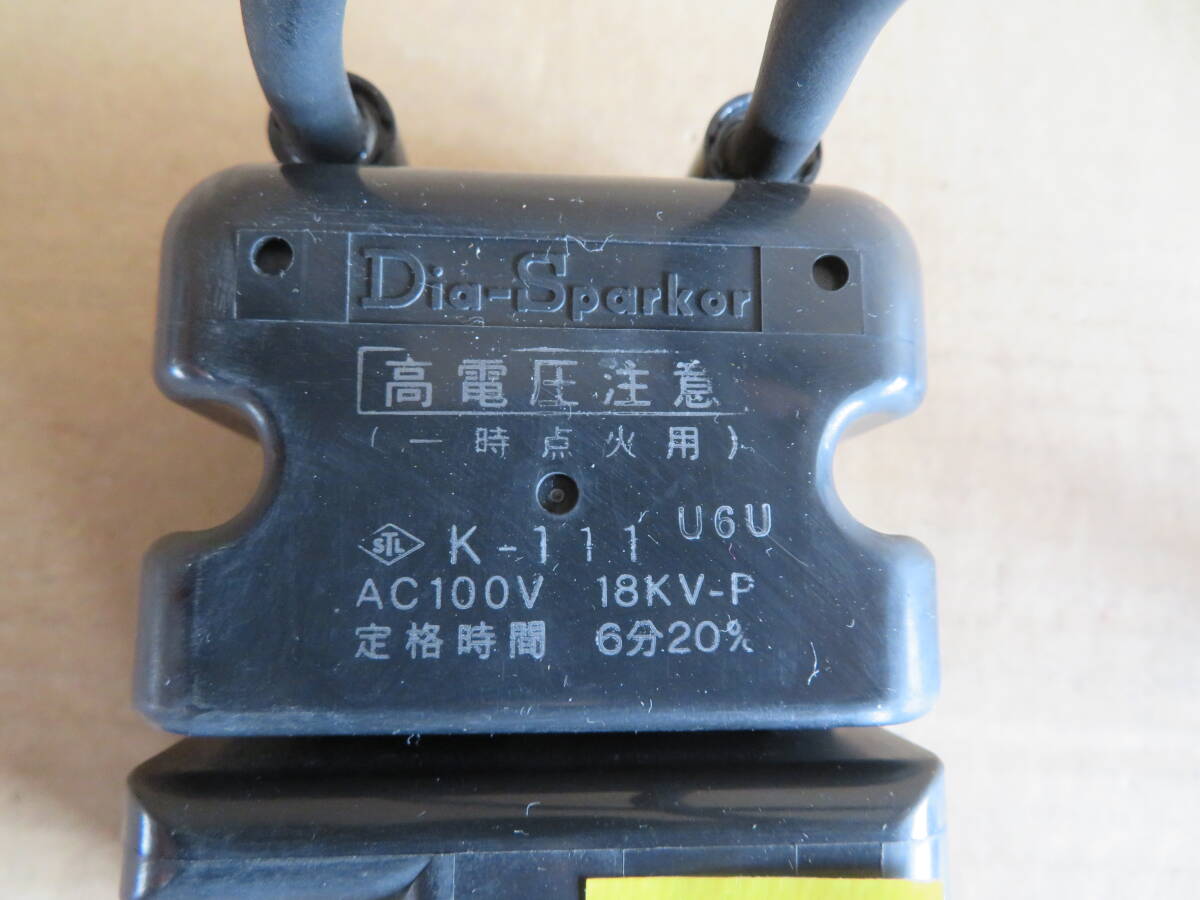 Dia-Sparkor
高電圧注意
(一時点火用)
STL K-111 U6U
AC100V 18KV-P
定格時間 6分20%